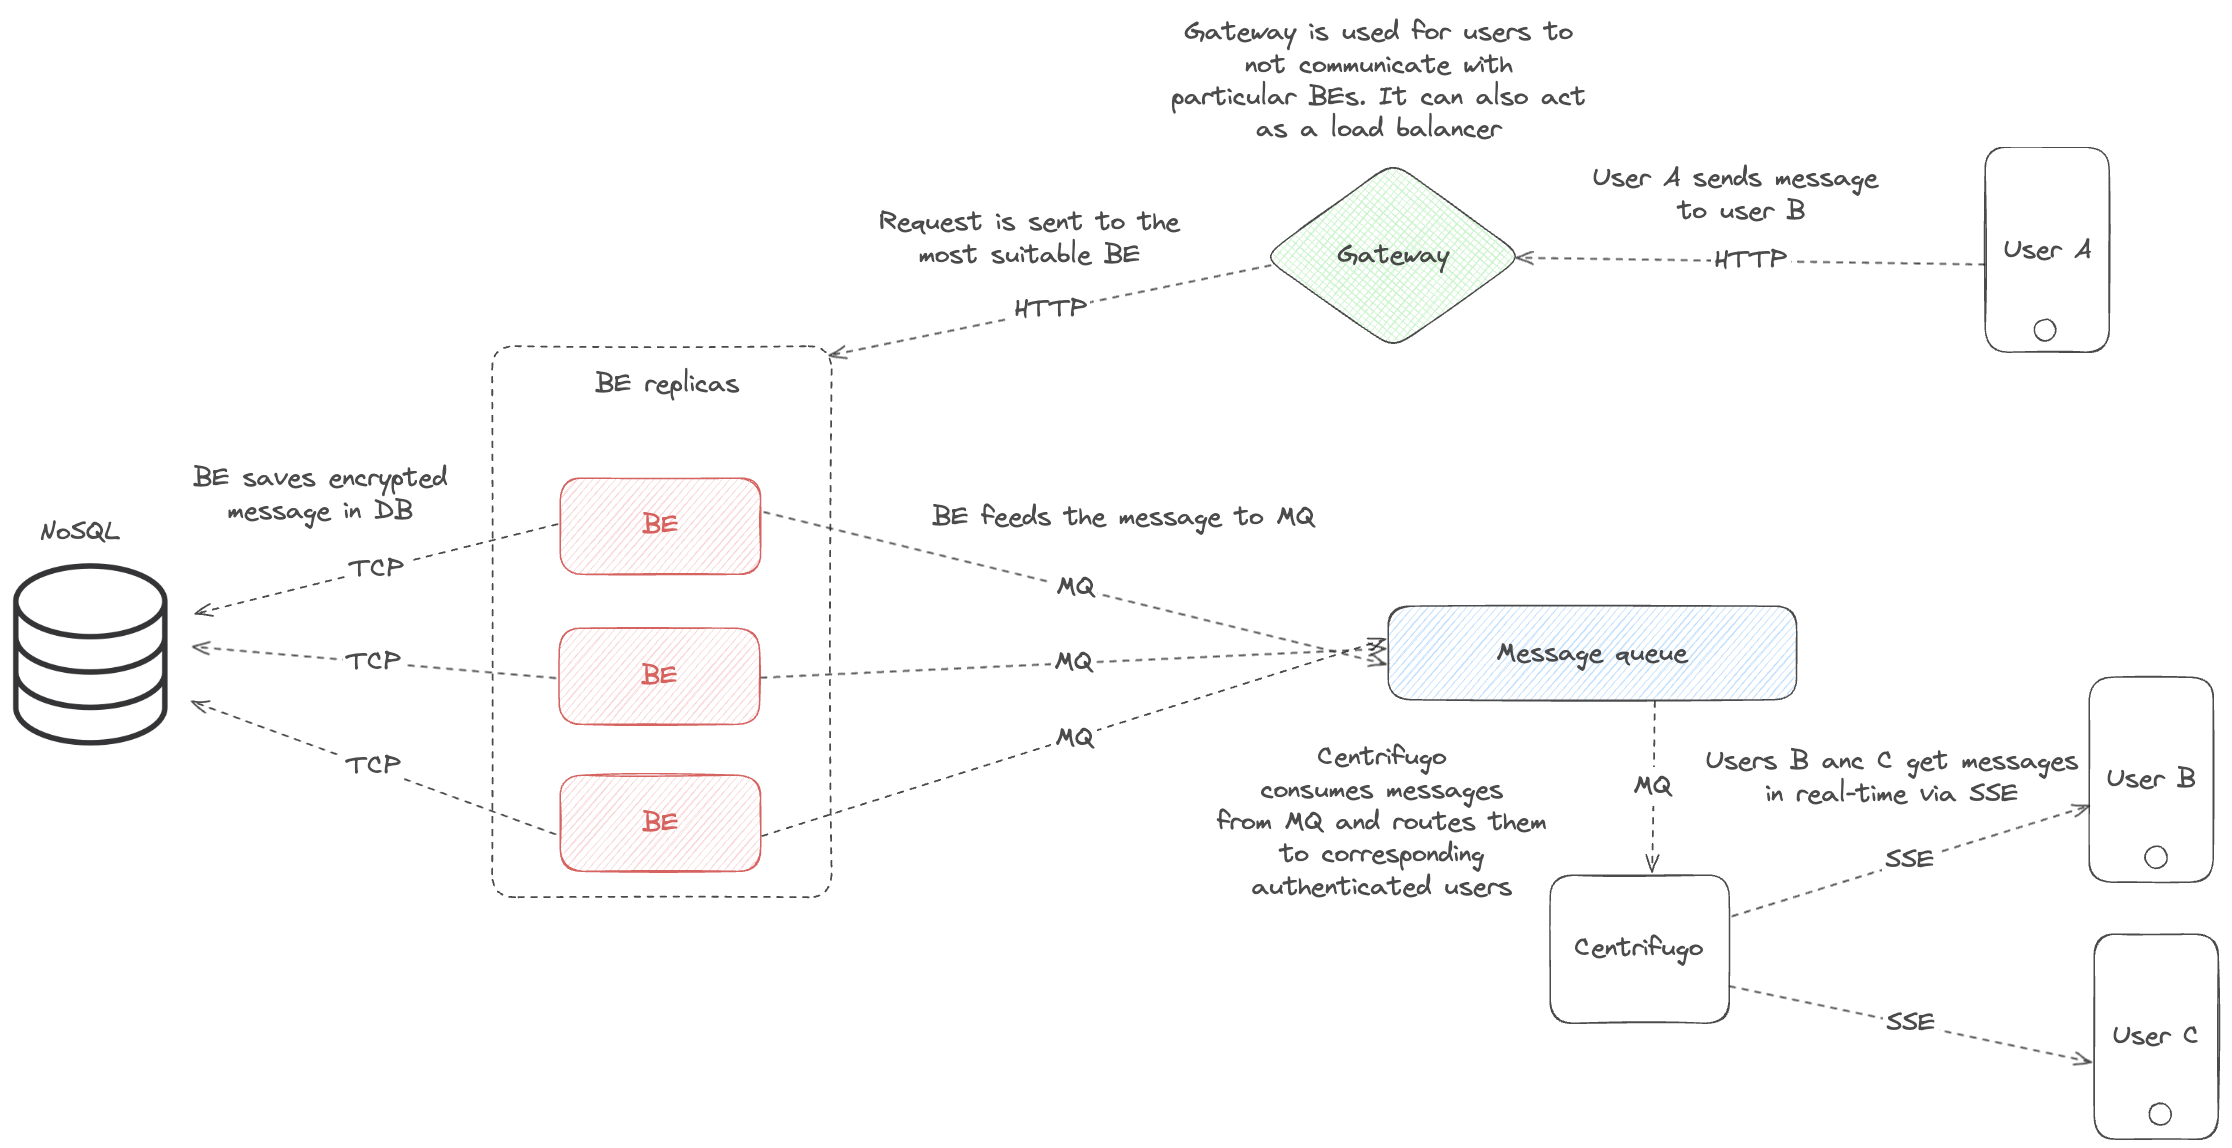 Gateway is used for users to
not communicate with
particular BEs. It can also act
as a load balancer
User A sends message
to user B
Request is sent to the
most suitable BE
Gateway
HTTP
User A
HTTP
BE replicas
BE saves encrypted
message in DB
NoSQL
BE
BE feeds the message to MQ
TCP
MQ
TCP
BE
MQ
Message queue
TCP
MQ
BE
Centrifugo
consumes messages
from MQ and routes them
to corresponding
authenticated users
MQ
Users B anc C get messages
in real-time via SSE
User B
SSE
Centrifugo
SSE
User C